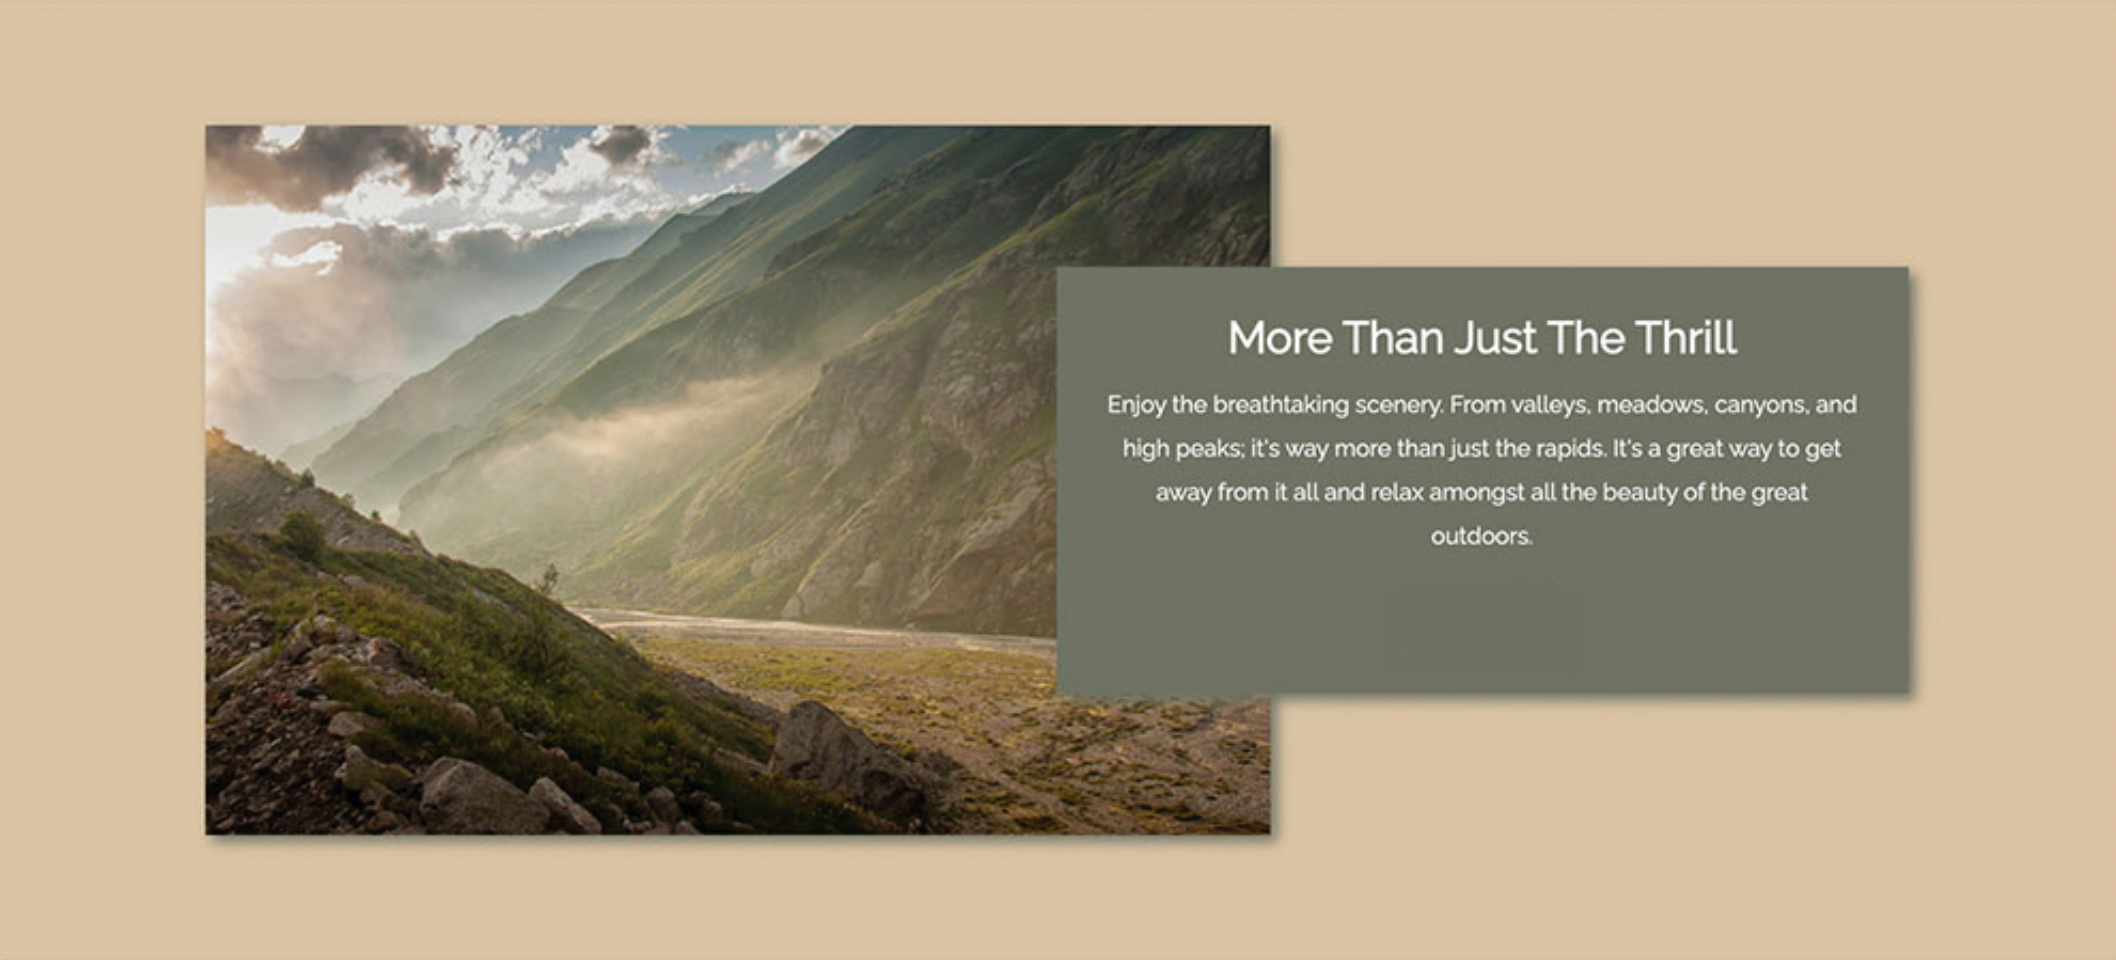 More Than Just The Thrill
Enjoy the breathtaking scenery. From valleys, meadows, canyons, and
high peaks; it's way more than just the rapids. It's a great way to get
away from it all and relax amongst all the beauty of the great
outdoors.